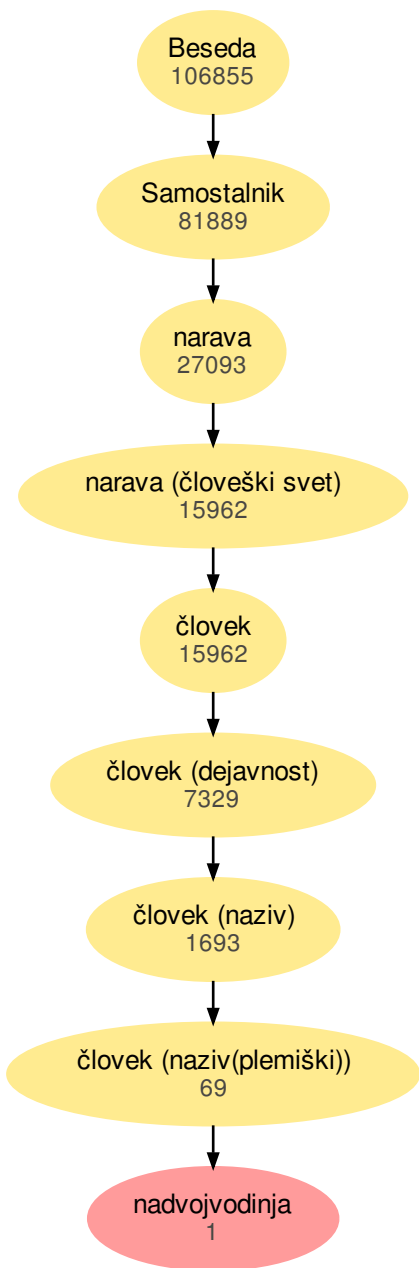 Beseda
106855
Samostalnik
81889
narava
27093
narava (človeški svet)
15962
človek
15962
človek (dejavnost)
7329
človek (naziv)
1693
človek (naziv(plemiški))
69
nadvojvodinja
1